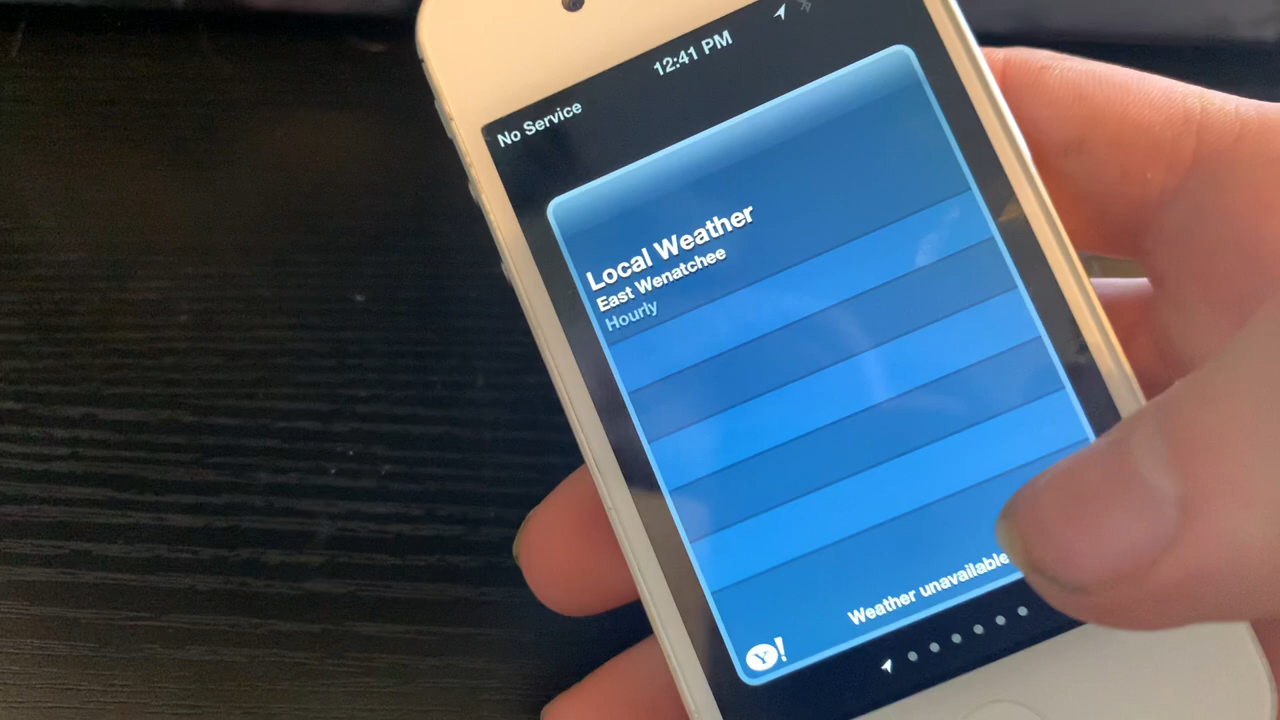 12:41 PM
No Service
Local Weather
East Wenatchee
Hourly
Weather unavailable
Y!